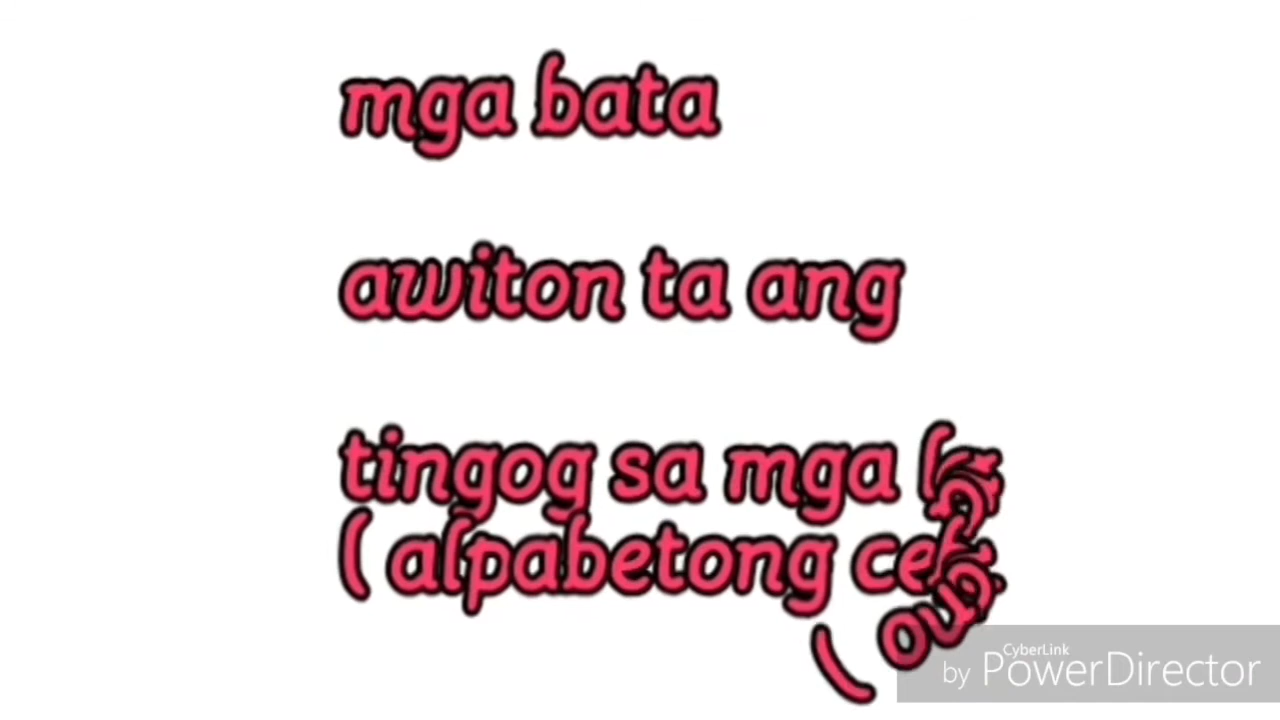 mga bata
awiton ta ang
tingog sa mga
( alpabetong
CyberLink
by PowerDirector